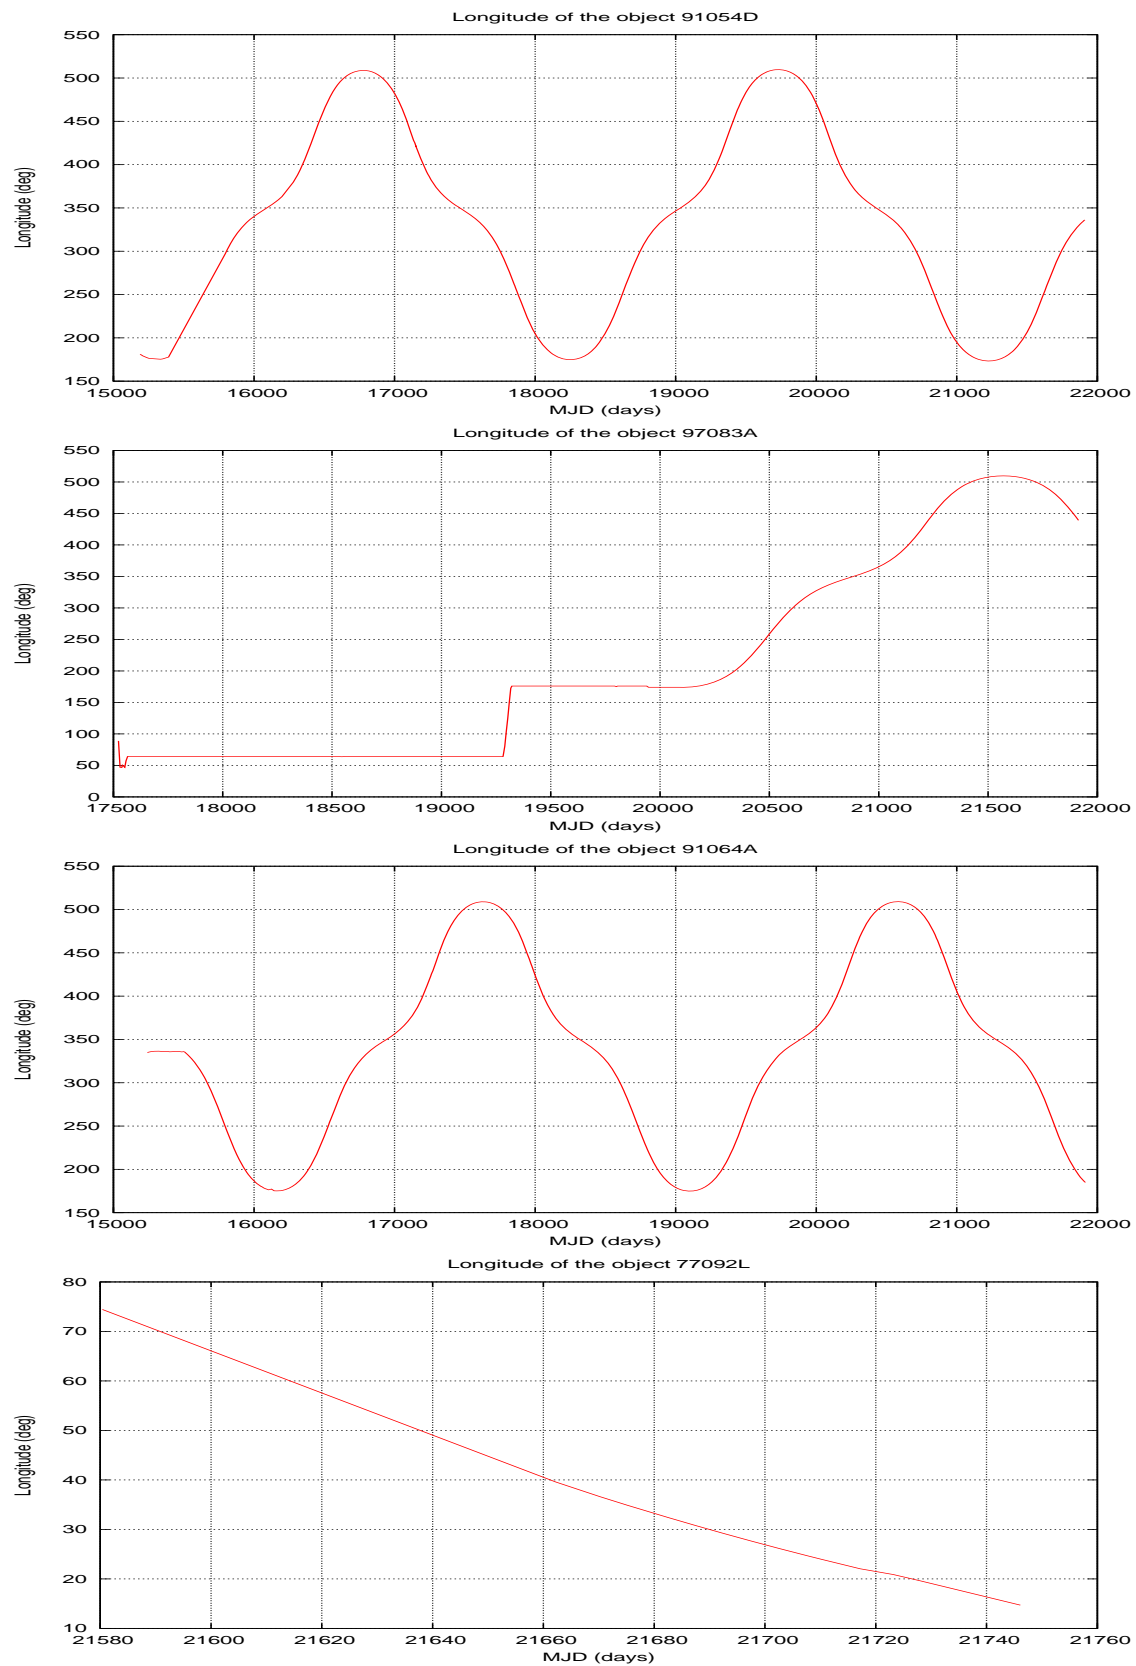 Longitude of the object 91054D
550
500
450
400
350
300
250
200
150
Longitude (deg)
15000 16000 17000 18000 19000 20000 21000 22000
MJD (days)
Longitude of the object 97083A
550
500
450
400
350
300
250
200
150
100
50
0
Longitude (deg)
17500 18000 18500 19000 19500 20000 20500 21000 21500 22000
MJD (days)
Longitude of the object 91064A
550
500
450
400
350
300
250
200
150
Longitude (deg)
15000 16000 17000 18000 19000 20000 21000 22000
MJD (days)
Longitude of the object 77092L
80
70
60
50
40
30
20
10
Longitude (deg)
21580 21600 21620 21640 21660 21680 21700 21720 21740 21760
MJD (days)